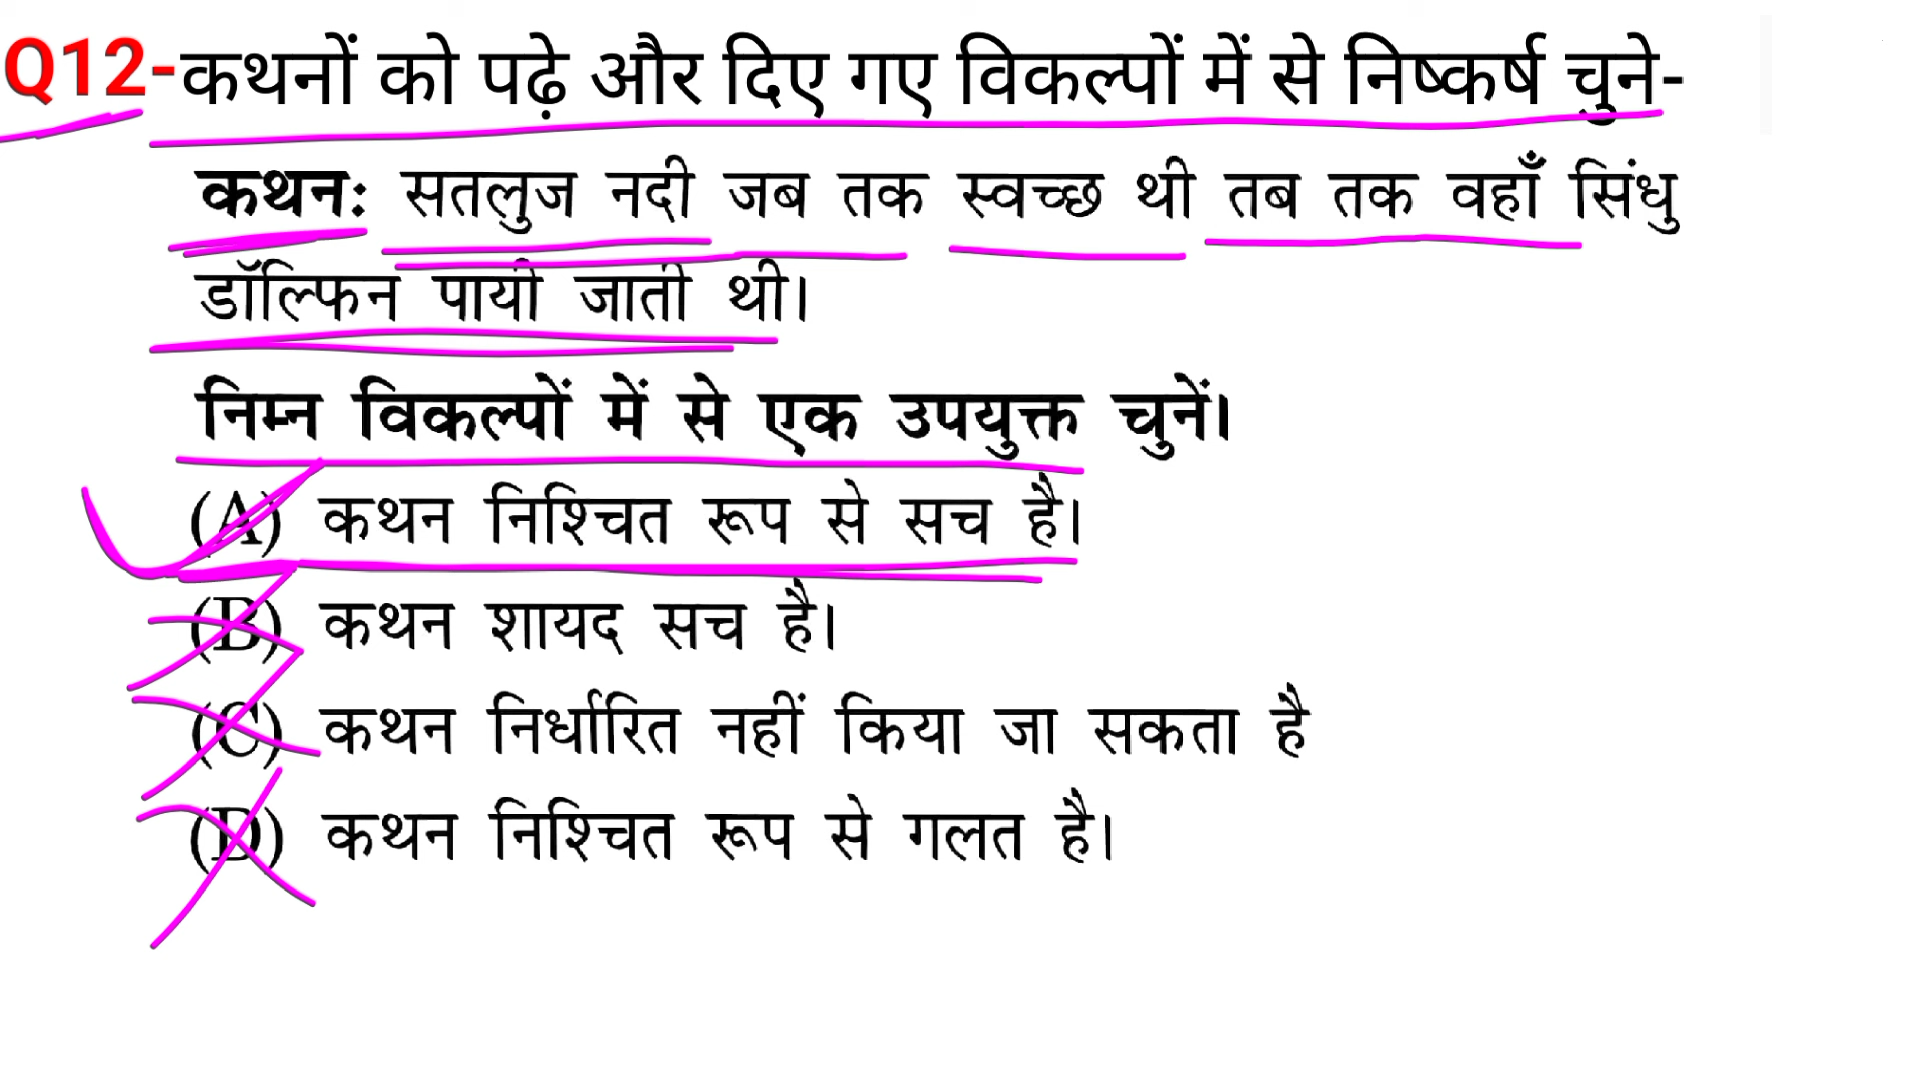 Q12-कथनों को पढ़े और दिए गए विकल्पों में से निष्कर्ष चुने-
कथनः सतलुज नदी जब तक स्वच्छ थी तब तक वहाँ सिंधु
डॉल्फिन पायी जाती थी।
निम्न विकल्पों में से एक उपयुक्त चुनें।
(A) कथन निश्चित रूप से सच है।
(B) कथन शायद सच है।
(C) कथन निर्धारित नहीं किया जा सकता है
(D) कथन निश्चित रूप से गलत है।